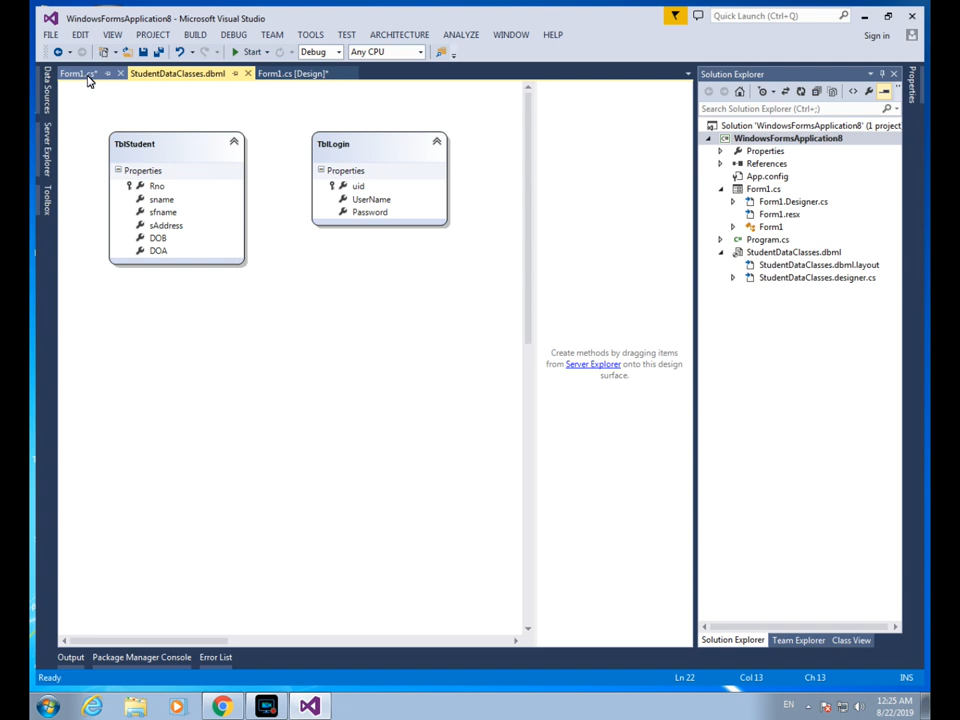 WindowsFormsApplication8 - Microsoft Visual Studio
Quick Launch (Ctrl+Q)
FILE EDIT VIEW PROJECT BUILD DEBUG TEAM TOOLS TEST ARCHITECTURE ANALYZE WINDOW HELP
Sign in
Start Debug Any CPU
Form1.cs* StudentDataClasses.dbml Form1.cs [Design]*
Data Sources
Server Explorer
Toolbox
TblStudent
Properties
Rno
sname
sfname
sAddress
DOB
DOA
TblLogin
Properties
uid
UserName
Password
Create methods by dragging items
from Server Explorer onto this design
surface.
Solution Explorer
Search Solution Explorer (Ctrl+;)
Solution 'WindowsFormsApplication8' (1 project
WindowsFormsApplication8
Properties
References
App.config
Form1.cs
Form1.Designer.cs
Form1.resx
Form1
Program.cs
StudentDataClasses.dbml
StudentDataClasses.dbml.layout
StudentDataClasses.designer.cs
Properties
Solution Explorer Team Explorer Class View
Output Package Manager Console Error List
Ready Ln 22 Col 13 Ch 13 INS
EN
12:25 AM
8/22/2019